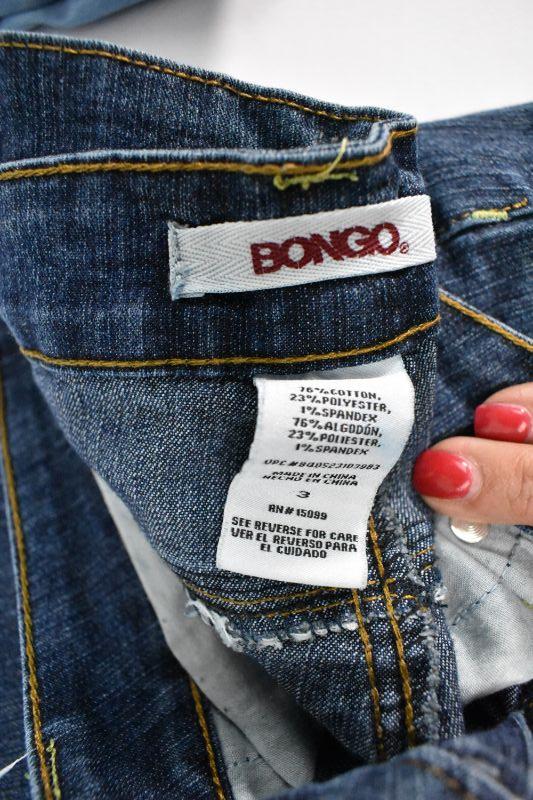 BONGO®
76% COTTON,
23% POLYESTER,
1% SPANDEX
76% ALGODÓN,
23% POLIESTER,
1% SPANDEX
MADE IN CHINA
HECHO EN CHINA
3
RN# 15099
SEE REVERSE FOR CARE
VER EL REVERSO PARA
EL CUIDADO